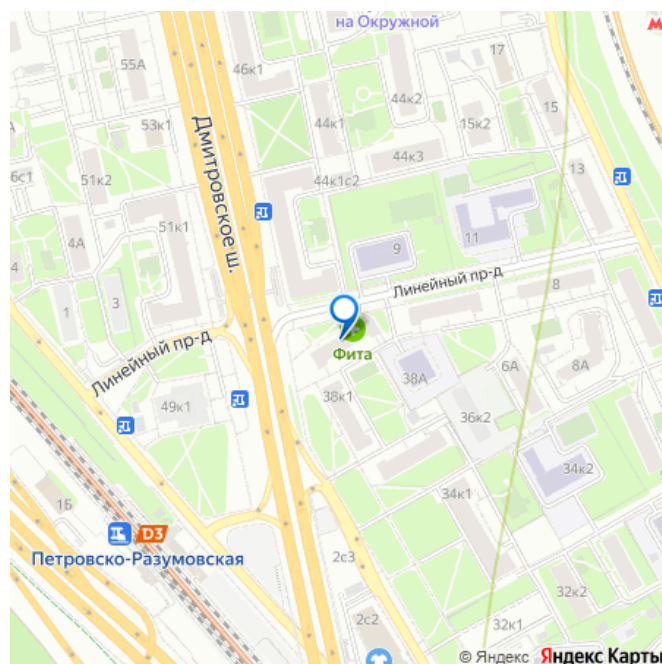 на Окружной
М
55А
46к1
17
44к2
15
53к1
44к1
15к2
Дмитровское ш.
6с1
51к2
44к3
13
44к1с2
51к1
4А
9
11
4
Линейный пр-д
8
1
3
Линейный пр-д
Фита
6А
8А
38А
49к1
38к1
36к2
34к2
1Б
34к1
D3
Петровско-Разумовская
2с3
32к2
2с2
32к1
© Яндекс Яндекс Карты